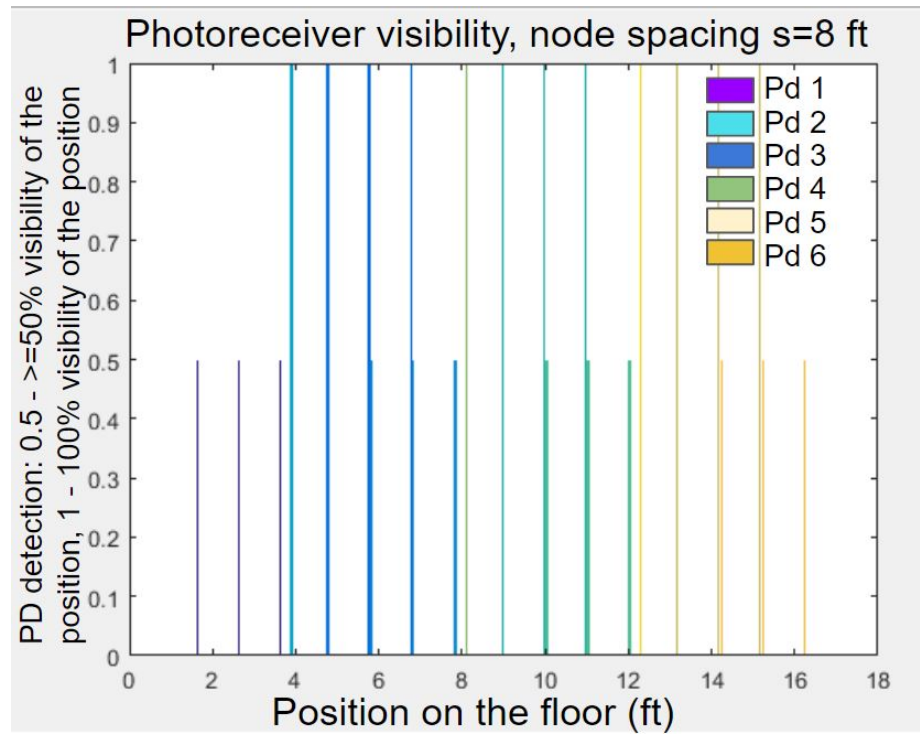 Photoreceiver visibility, node spacing s=8 ft
PD detection: 0.5 - >=50% visibility of the
position, 1 - 100% visibility of the position
1
0.9
0.8
0.7
0.6
0.5
0.4
0.3
0.2
0.1
0
Pd 1
Pd 2
Pd 3
Pd 4
Pd 5
Pd 6
0 2 4 6 8 10 12 14 16 18
Position on the floor (ft)